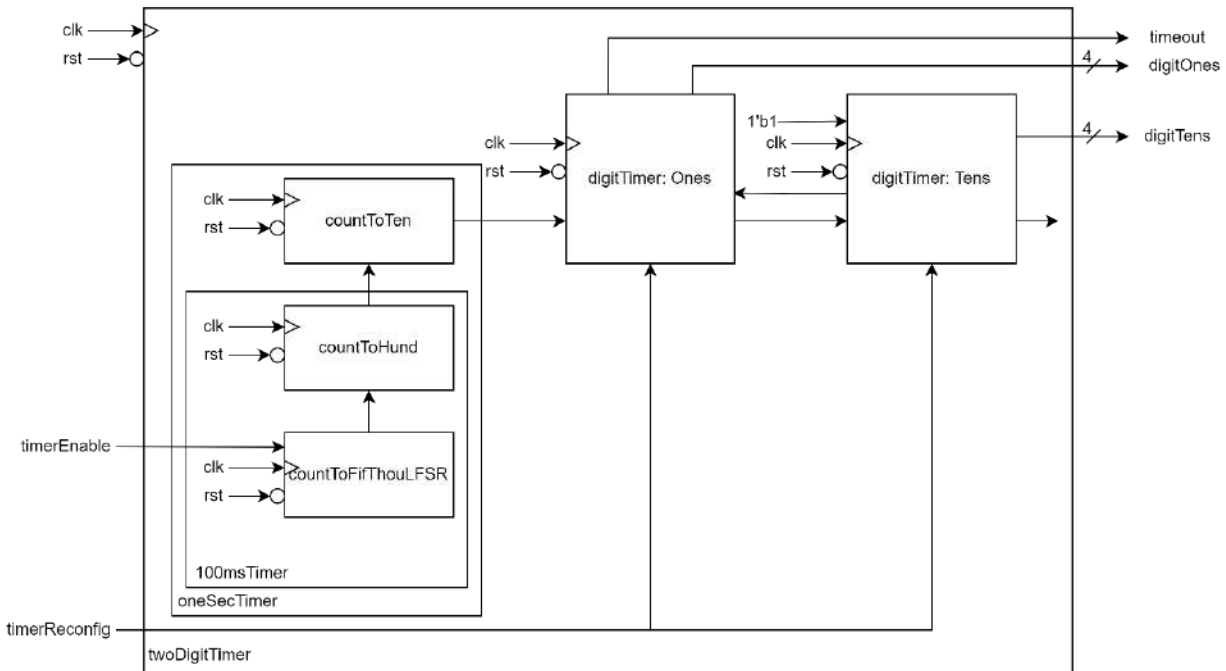 clk
rst
timeout
4
digitOnes
clk
rst
digitTimer: Ones
1'b1
clk
rst
digitTimer: Tens
4
digitTens
clk
rst
countToTen
clk
rst
countToHund
timerEnable
clk
rst
countToFifThouLFSR
100msTimer
oneSecTimer
timerReconfig
twoDigitTimer